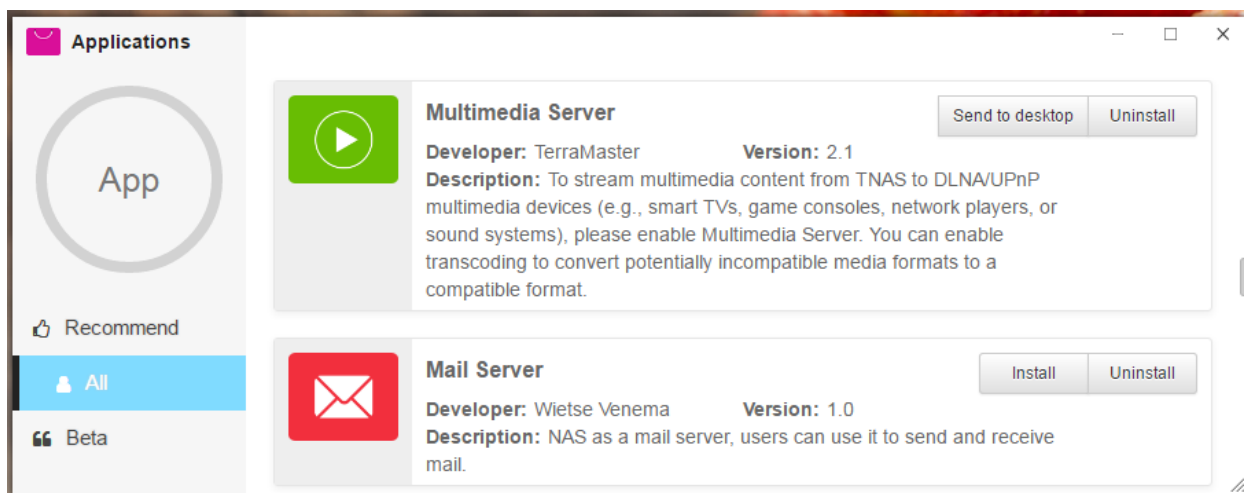 Applications
App
Recommend
All
Beta
Multimedia Server
Send to desktop
Uninstall
Developer: TerraMaster Version: 2.1
Description: To stream multimedia content from TNAS to DLNA/UPnP
multimedia devices (e.g., smart TVs, game consoles, network players, or
sound systems), please enable Multimedia Server. You can enable
transcoding to convert potentially incompatible media formats to a
compatible format.
Mail Server
Install
Uninstall
Developer: Wietse Venema Version: 1.0
Description: NAS as a mail server, users can use it to send and receive
mail.